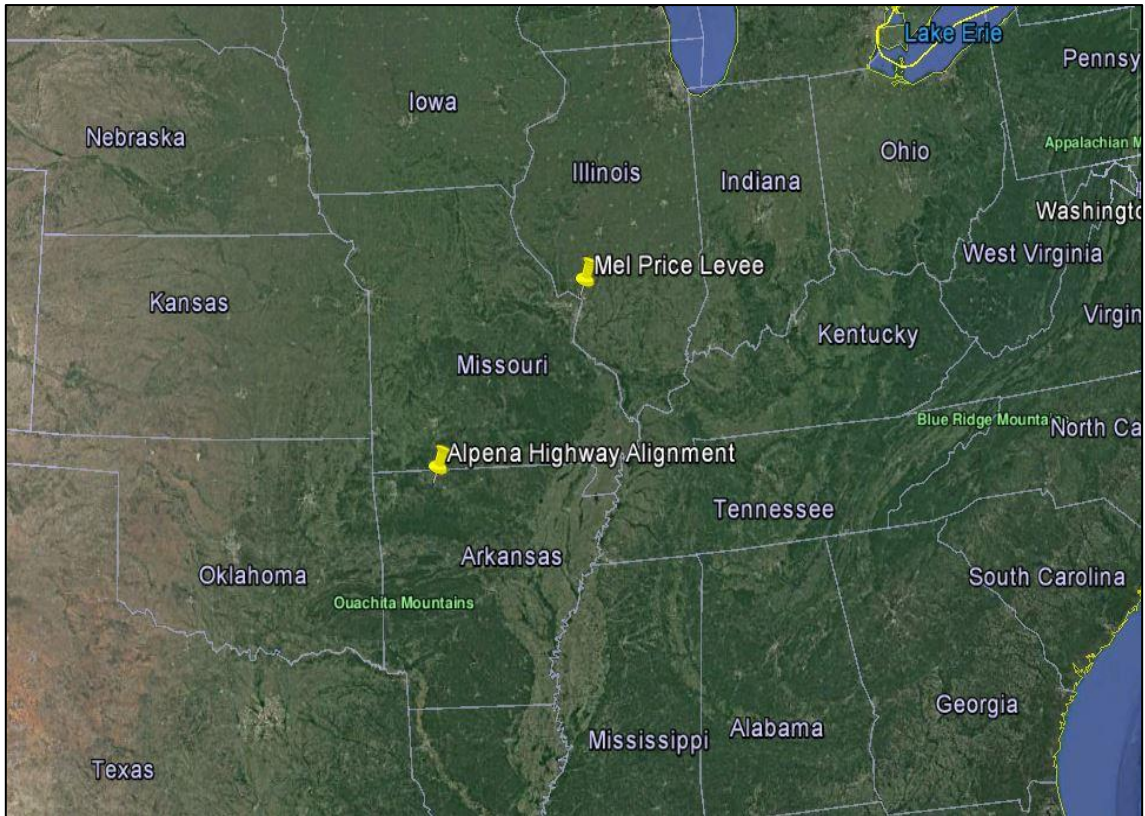 Lake Erie
Pennsy
Iowa
Nebraska
Ohio
Appalachian M
Illinois
Indiana
Washingto
West Virginia
Mel Price Levee
Kansas
Virgin
Kentucky
Missouri
Blue Ridge Mountain
North Ca
Alpena Highway Alignment
Tennessee
Arkansas
Oklahoma
South Carolina
Ouachita Mountains
Georgia
Alabama
Mississippi
Texas